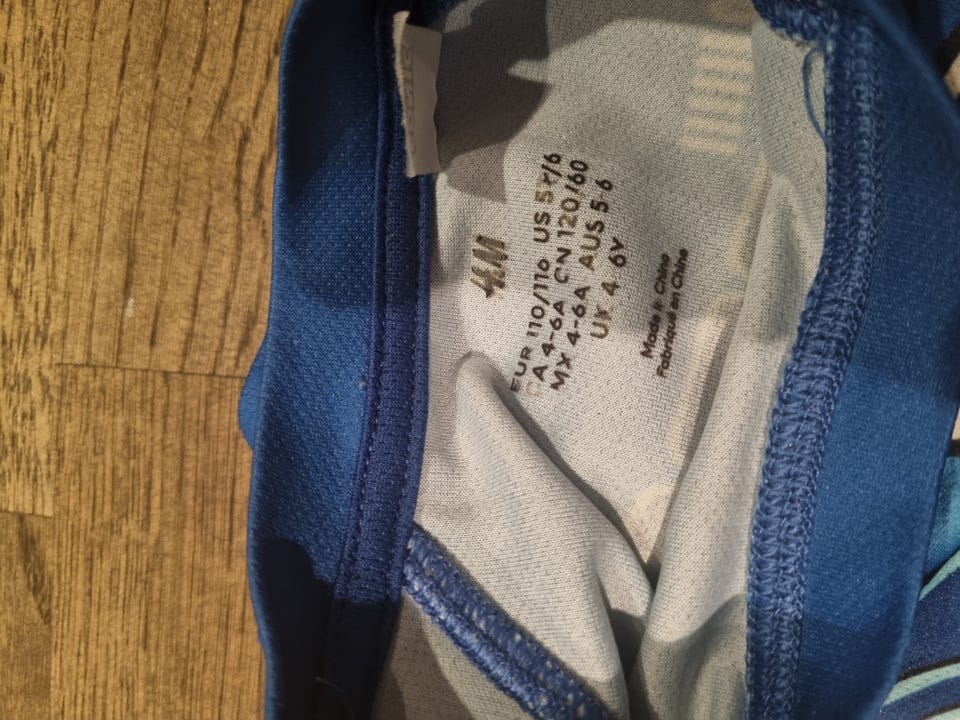 H&M
EUR 110/116 US 5Y/6
CA 4-6A CN 120/60
MX 4-6A AUS 5-6
UK 4 6Y
Made in China
Fabriqué en Chine